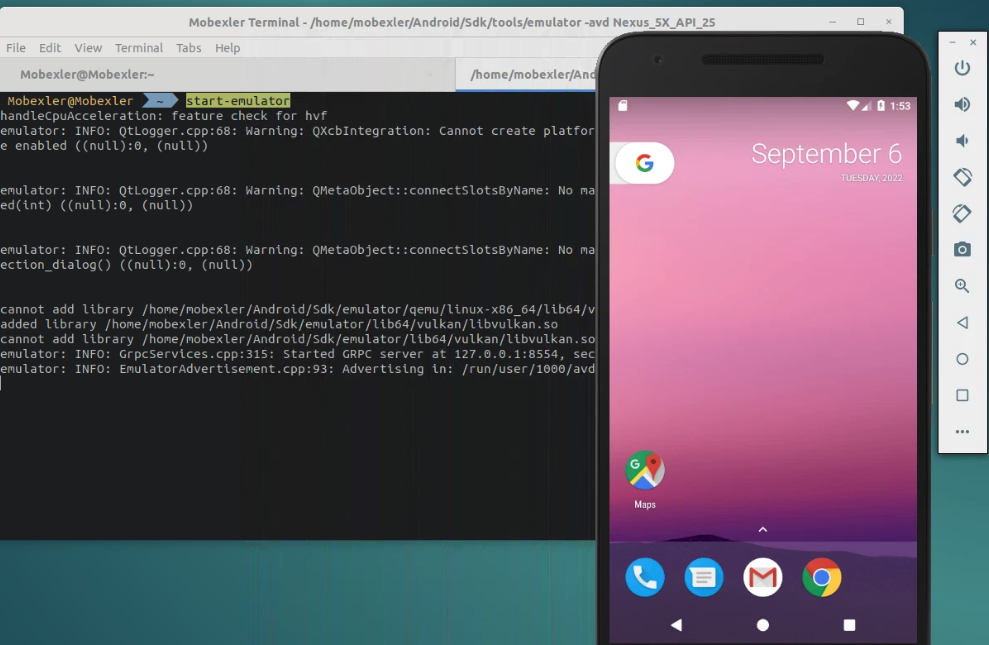 Mobexler Terminal - /home/mobexler/Android/Sdk/tools/emulator -avd Nexus_5X_API_25
File Edit View Terminal Tabs Help
Mobexler@Mobexler:~
/home/mobexler/And
Mobexler@Mobexler ~ start-emulator
handleCpuAcceleration: feature check for hvf
emulator: INFO: QtLogger.cpp:68: Warning: QXcbIntegration: Cannot create platfor
e enabled ((null):0, (null))
emulator: INFO: QtLogger.cpp:68: Warning: QMetaObject::connectSlotsByName: No ma
ed(int) ((null):0, (null))
emulator: INFO: QtLogger.cpp:68: Warning: QMetaObject::connectSlotsByName: No ma
ection_dialog() ((null):0, (null))
cannot add library /home/mobexler/Android/Sdk/emulator/qemu/linux-x86_64/lib64/v
added library /home/mobexler/Android/Sdk/emulator/lib64/vulkan/libvulkan.so
cannot add library /home/mobexler/Android/Sdk/emulator/lib64/vulkan/libvulkan.so
emulator: INFO: GrpcServices.cpp:315: Started GRPC server at 127.0.0.1:8554, sec
emulator: INFO: EmulatorAdvertisement.cpp:93: Advertising in: /run/user/1000/avd
1:53
G
September 6
TUESDAY, 2022
G
Maps